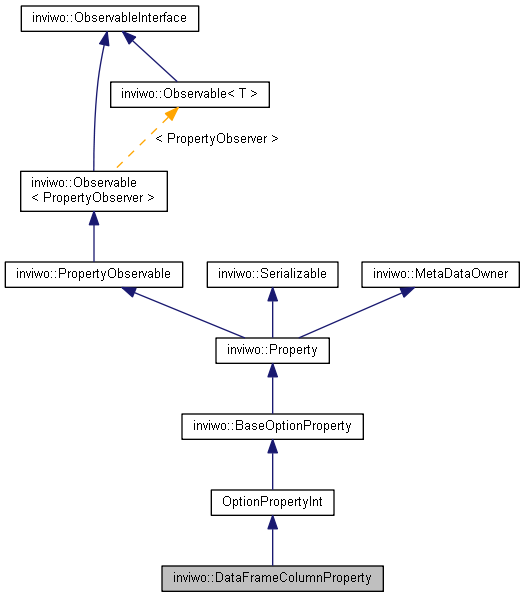 inviwo::ObservableInterface
inviwo::Observable< T >
< PropertyObserver >
inviwo::Observable
< PropertyObserver >
inviwo::PropertyObservable
inviwo::Serializable
inviwo::MetaDataOwner
inviwo::Property
inviwo::BaseOptionProperty
OptionPropertyInt
inviwo::DataFrameColumnProperty